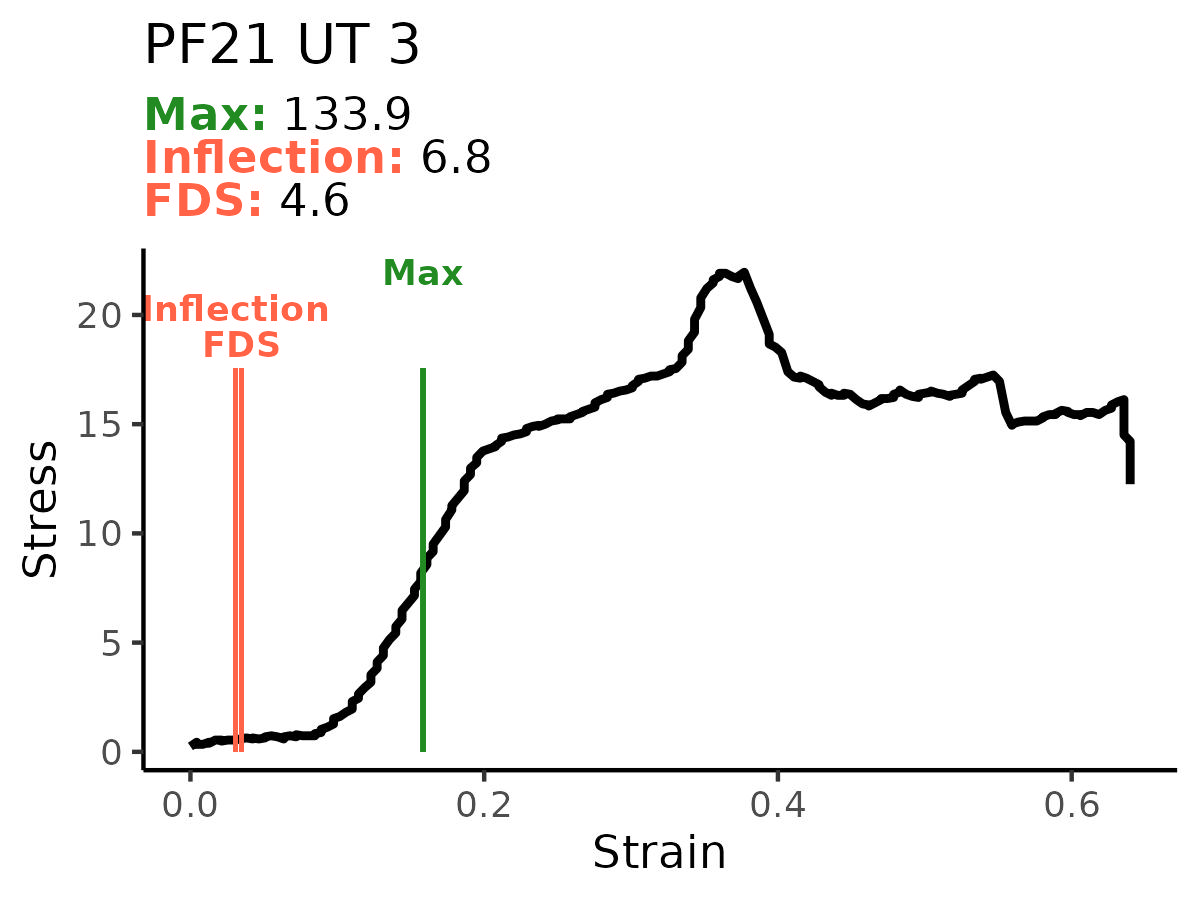 PF21 UT 3
Max: 133.9
Inflection: 6.8
FDS: 4.6
Max
Inflection
FDS
20
15
10
5
0
Stress
0.0 0.2 0.4 0.6
Strain